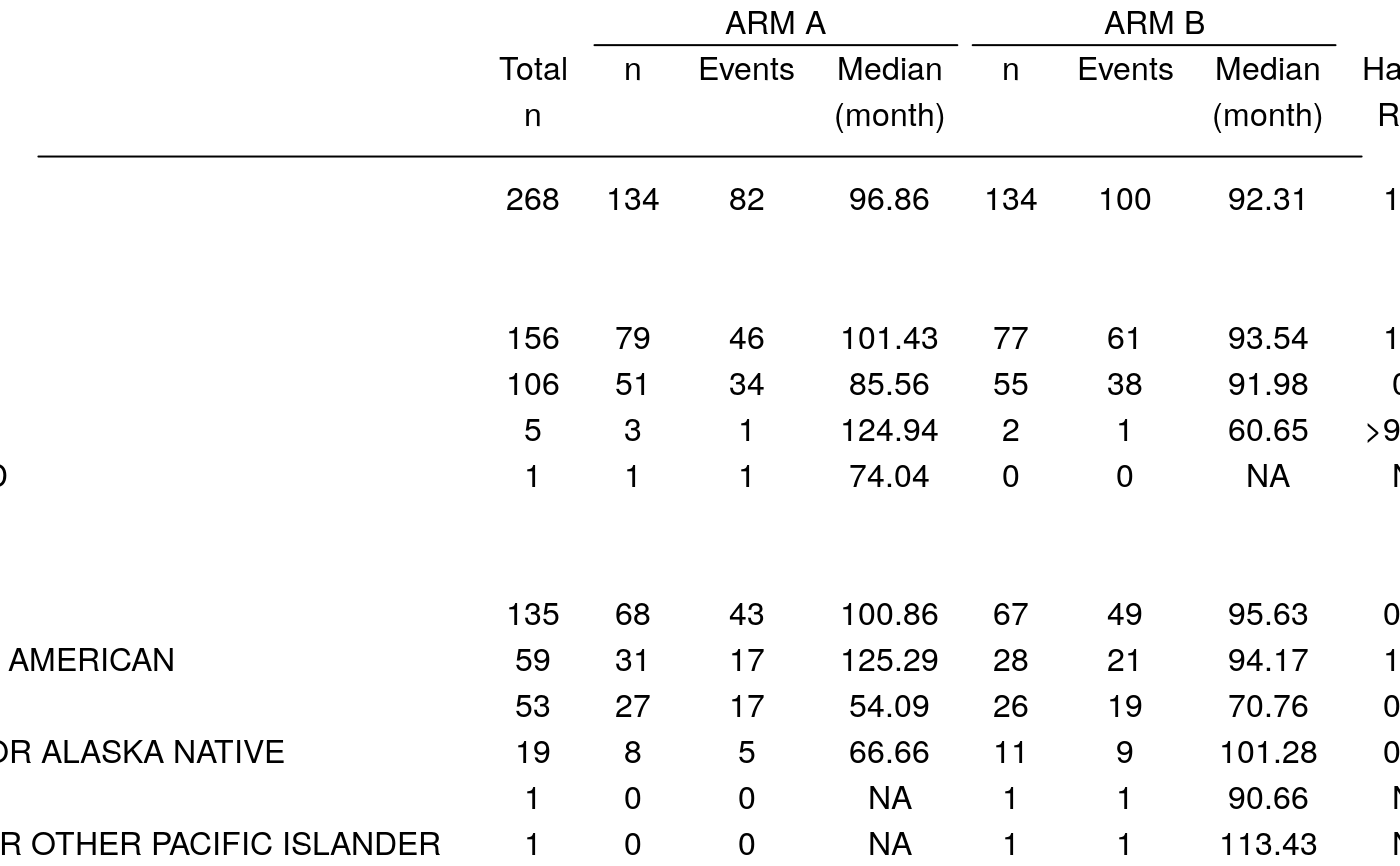 ARM A ARM B
Total n Events Median n Events Median Ha
n (month) (month) R
268 134 82 96.86 134 100 92.31 1
156 79 46 101.43 77 61 93.54 1
106 51 34 85.56 55 38 91.98 0
5 3 1 124.94 2 1 60.65 >9
D 1 1 1 74.04 0 0 NA N
135 68 43 100.86 67 49 95.63 0
AMERICAN 59 31 17 125.29 28 21 94.17 1
53 27 17 54.09 26 19 70.76 0
OR ALASKA NATIVE 19 8 5 66.66 11 9 101.28 0
1 0 0 NA 1 1 90.66 N
R OTHER PACIFIC ISLANDER 1 0 0 NA 1 1 113.43 N